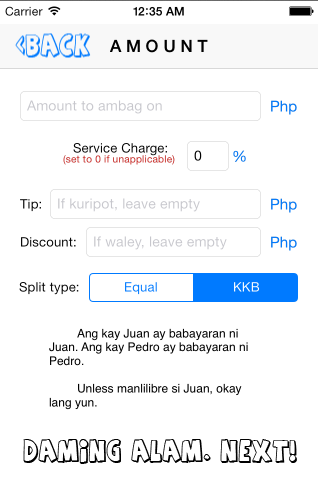 Carrier 12:35 AM
<BACK AMOUNT
Amount to ambag on Php
Service Charge:
(set to 0 if unapplicable) 0 %
Tip: If kuripot, leave empty Php
Discount: If waley, leave empty Php
Split type: Equal KKB
Ang kay Juan ay babayaran ni
Juan. Ang kay Pedro ay babayaran ni
Pedro.
Unless manlilibre si Juan, okay
lang yun.
DAMING ALAM. NEXT!